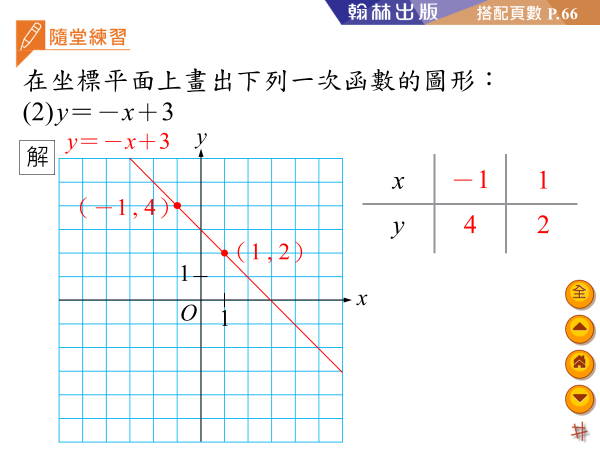 翰林出版
搭配頁數 P.66
隨堂練習
在坐標平面上畫出下列一次函數的圖形：
(2)y＝－x＋3
解
y＝－x＋3
y
(－1 , 4)
(1 , 2)
1
O
1
x
x －1 1
y 4 2
全